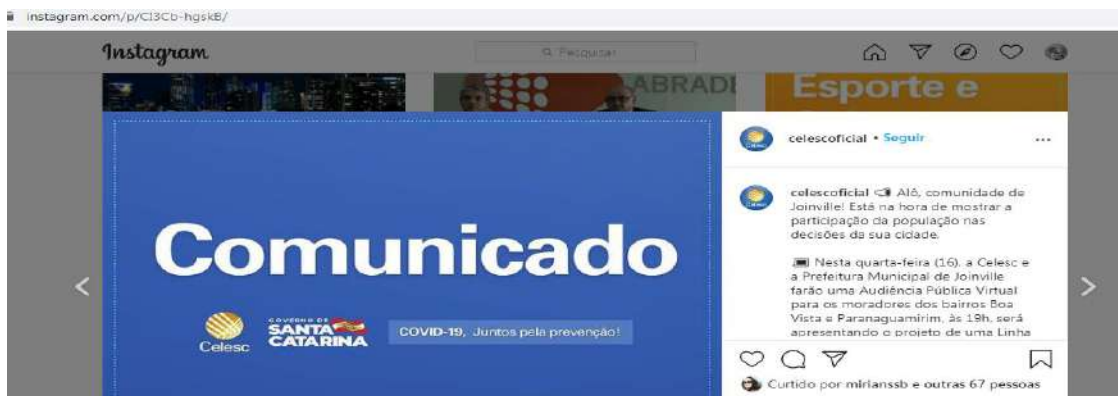 instagram.com/p/CI3Cb-hgskB/
Instagram
Pesquisar
ABRADE
Esporte e
celescoficial • Seguir
celescoficial Alô, comunidade de
Joinville! Está na hora de mostrar a
participação da população nas
decisões da sua cidade.
Nesta quarta-feira (16), a Celesc e
a Prefeitura Municipal de Joinville
farão uma Audiência Pública Virtual
para os moradores dos bairros Boa
Vista e Paranaguamirim, às 19h, será
apresentando o projeto de uma Linha
Comunicado
Celesc
GOVERNO DE
SANTA
CATARINA
COVID-19, Juntos pela prevenção!
Curtido por mirianssb e outras 67 pessoas